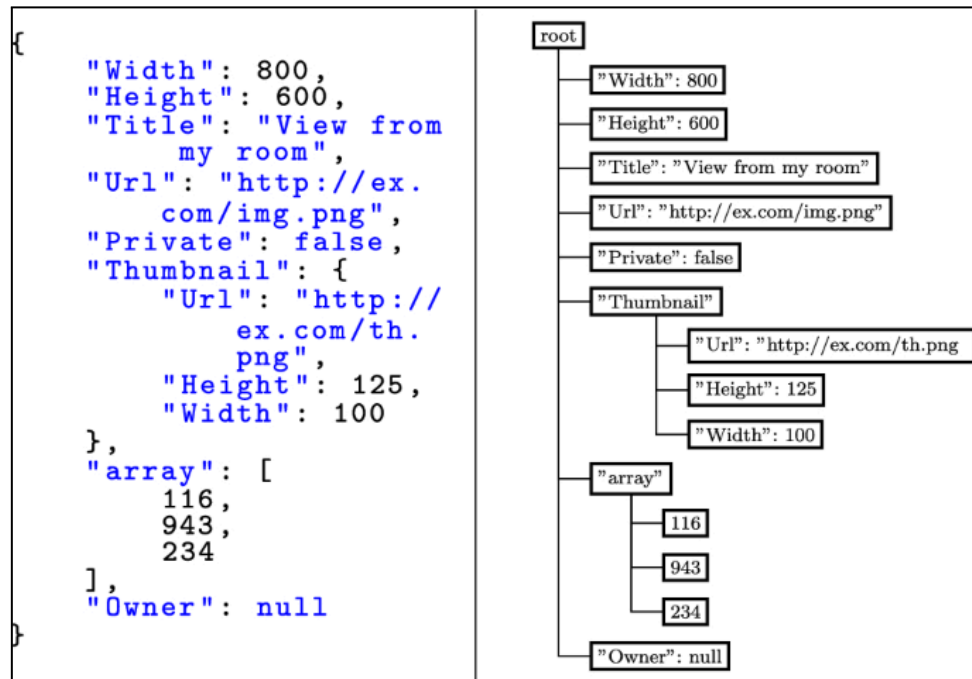 {
"Width": 800,
"Height": 600,
"Title": "View from
my room",
"Url": "http://ex.
com/img.png",
"Private": false,
"Thumbnail": {
"Url": "http://
ex.com/th.
png",
"Height": 125,
"Width": 100
},
"array": [
116,
943,
234
],
"Owner": null
}
root
"Width": 800
"Height": 600
"Title": "View from my room"
"Url": "http://ex.com/img.png"
"Private": false
"Thumbnail"
"Url": "http://ex.com/th.png
"Height": 125
"Width": 100
"array"
116
943
234
"Owner": null